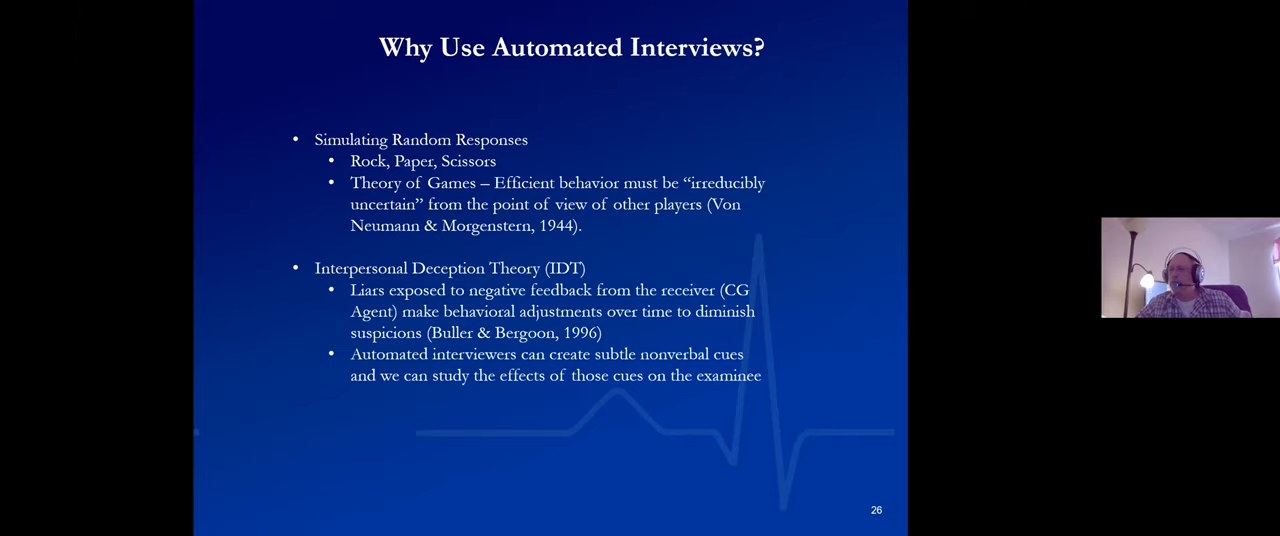 Why Use Automated Interviews?
• Simulating Random Responses
• Rock, Paper, Scissors
• Theory of Games – Efficient behavior must be “irreducibly
uncertain” from the point of view of other players (Von
Neumann & Morgenstern, 1944).
• Interpersonal Deception Theory (IDT)
• Liars exposed to negative feedback from the receiver (CG
Agent) make behavioral adjustments over time to diminish
suspicions (Buller & Bergoon, 1996)
• Automated interviewers can create subtle nonverbal cues
and we can study the effects of those cues on the examinee
26